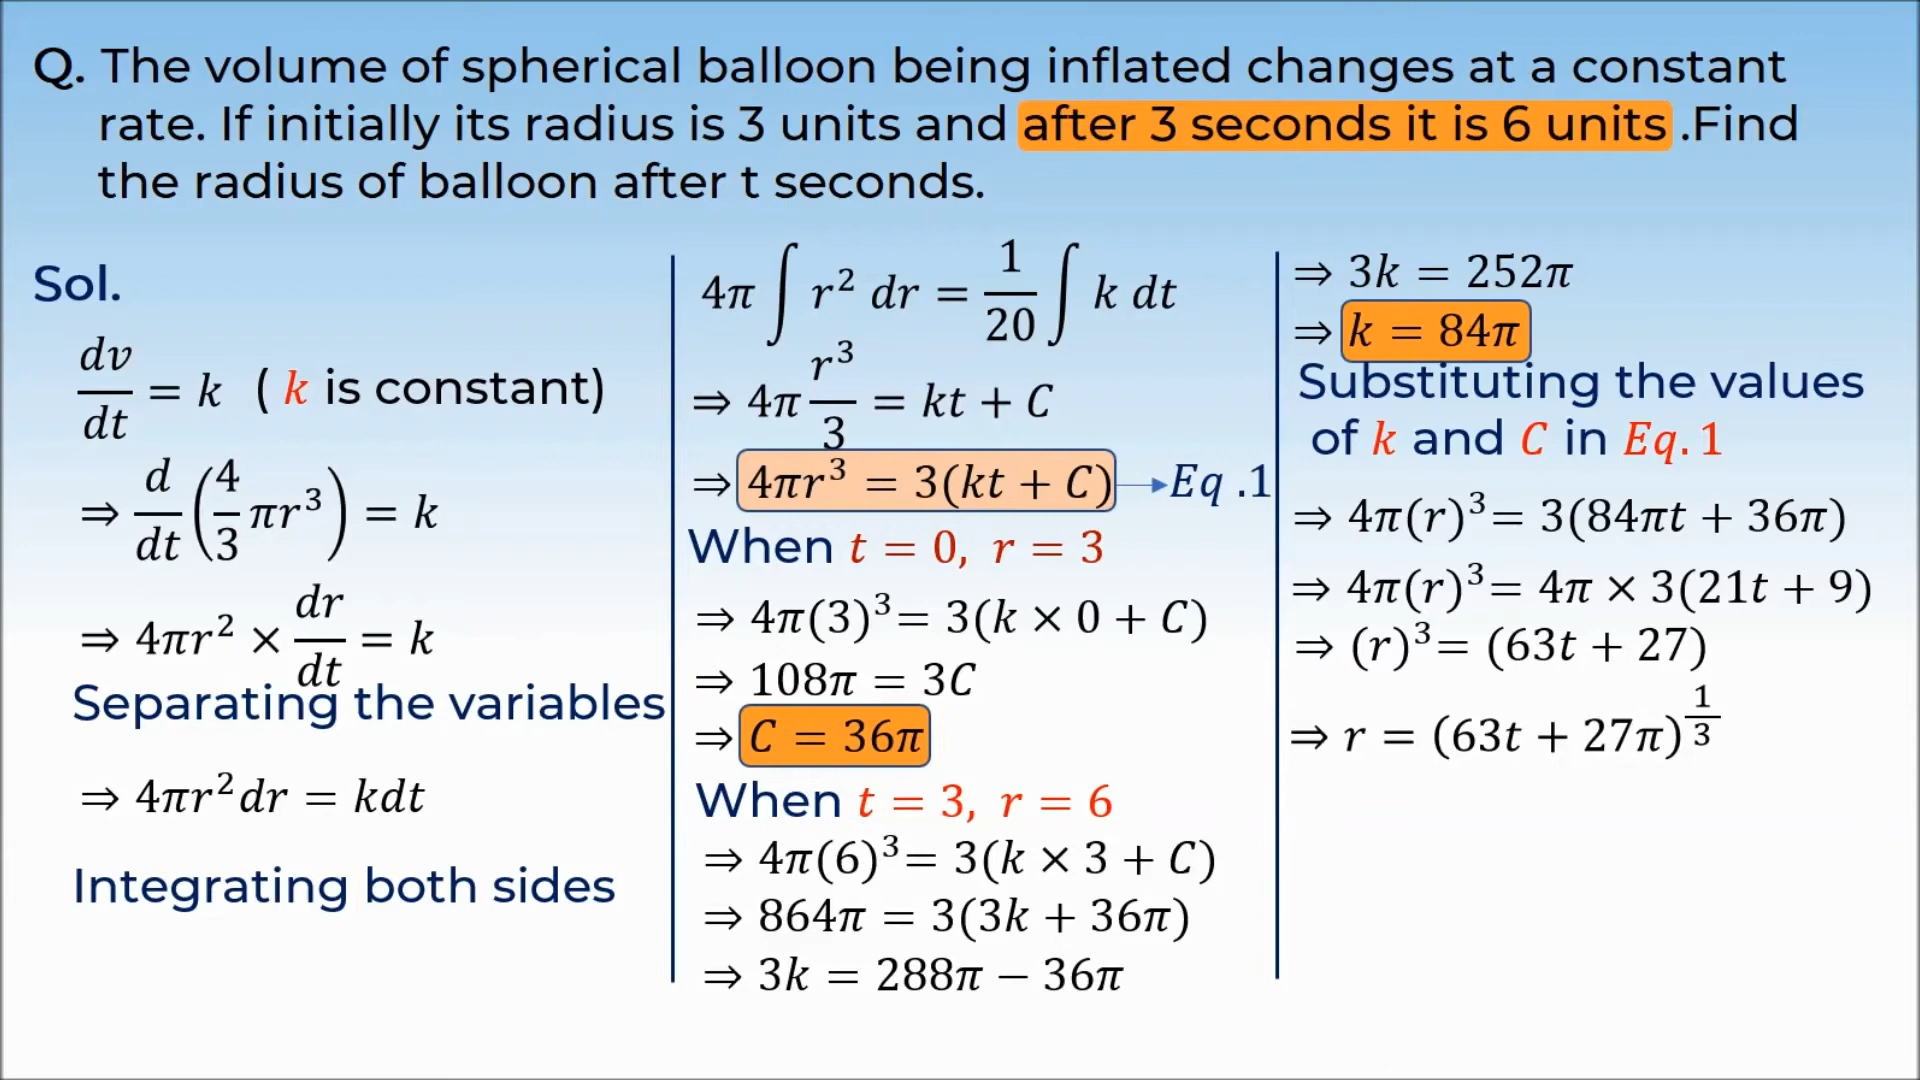 Q. The volume of spherical balloon being inflated changes at a constant
rate. If initially its radius is 3 units and after 3 seconds it is 6 units .Find
the radius of balloon after t seconds.
Sol.
dv/dt = k ( k is constant)
⇒ d/dt (4/3 πr³) = k
⇒ 4πr² × dr/dt = k
Separating the variables
⇒ 4πr²dr = kdt
Integrating both sides
4π ∫ r² dr = 1/20 ∫ k dt
⇒ 4π r³/3 = kt + C
⇒ 4πr³ = 3(kt + C) → Eq .1
When t = 0, r = 3
⇒ 4π(3)³= 3(k × 0 + C)
⇒ 108π = 3C
⇒ C = 36π
When t = 3, r = 6
⇒ 4π(6)³= 3(k × 3 + C)
⇒ 864π = 3(3k + 36π)
⇒ 3k = 288π − 36π
⇒ 3k = 252π
⇒ k = 84π
Substituting the values
of k and C in Eq. 1
⇒ 4π(r)³= 3(84πt + 36π)
⇒ 4π(r)³= 4π × 3(21t + 9)
⇒ (r)³= (63t + 27)
⇒ r = (63t + 27π)^(1/3)